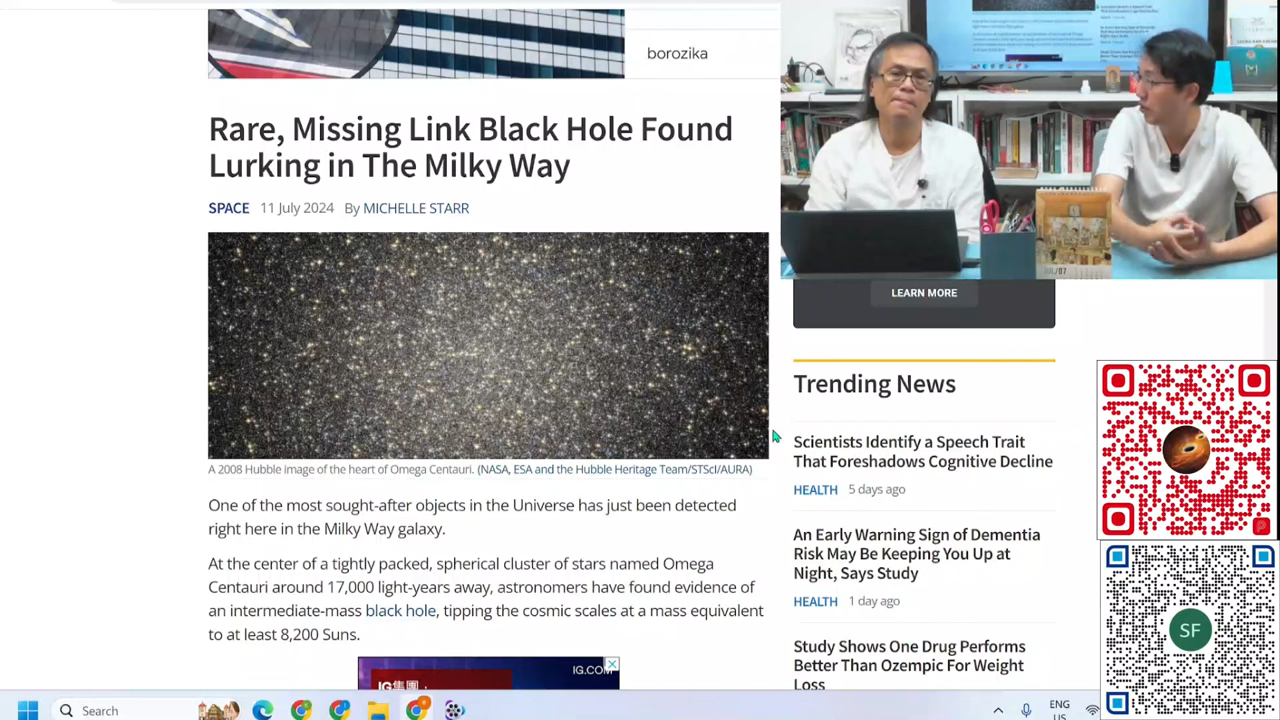 borozika
Rare, Missing Link Black Hole Found
Lurking in The Milky Way
SPACE 11 July 2024 By MICHELLE STARR
A 2008 Hubble image of the heart of Omega Centauri. (NASA, ESA and the Hubble Heritage Team/STScI/AURA)
One of the most sought-after objects in the Universe has just been detected
right here in the Milky Way galaxy.
At the center of a tightly packed, spherical cluster of stars named Omega
Centauri around 17,000 light-years away, astronomers have found evidence of
an intermediate-mass black hole, tipping the cosmic scales at a mass equivalent
to at least 8,200 Suns.
IG.COM
IG集團
JUL/07
LEARN MORE
Trending News
Scientists Identify a Speech Trait
That Foreshadows Cognitive Decline
HEALTH 5 days ago
An Early Warning Sign of Dementia
Risk May Be Keeping You Up at
Night, Says Study
HEALTH 1 day ago
Study Shows One Drug Performs
Better Than Ozempic For Weight
Loss
SF
Search
ENG
US